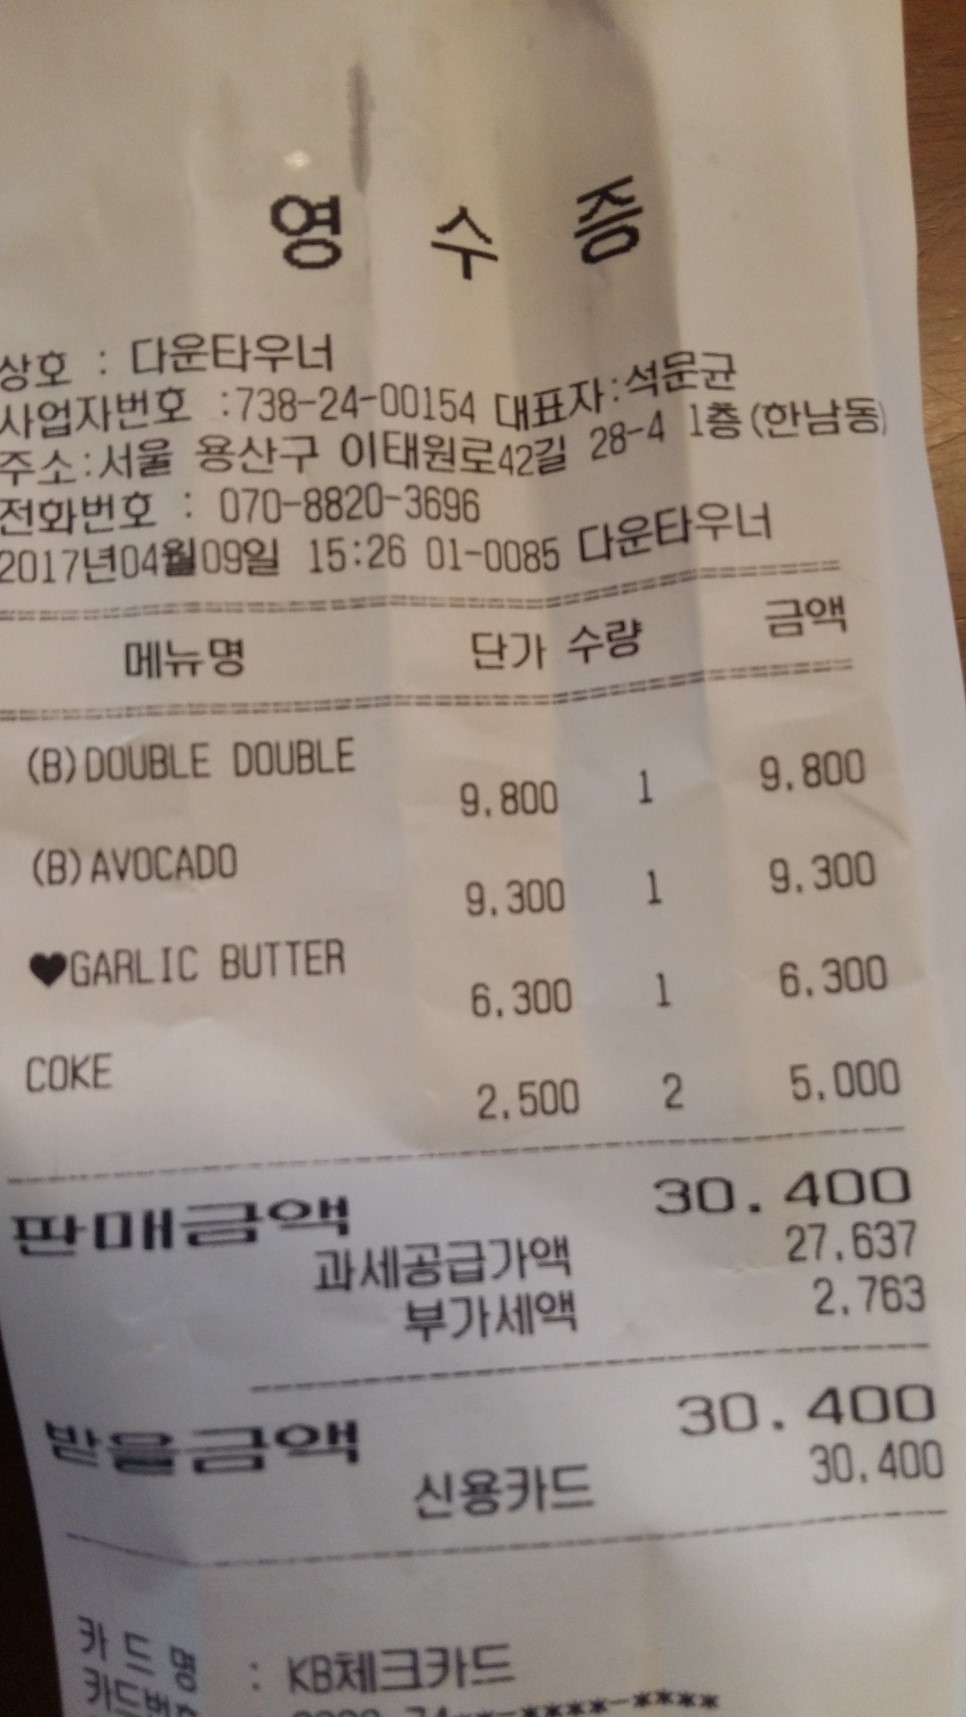 영 수 증
상호 : 다운타우너
사업자번호 :738-24-00154 대표자:석문균
주소:서울 용산구 이태원로42길 28-4 1층(한남동)
전화번호 : 070-8820-3696
2017년04월09일 15:26 01-0085 다운타우너
메뉴명 단가 수량 금액
(B)DOUBLE DOUBLE
9,800 1 9,800
(B)AVOCADO
9,300 1 9,300
♥GARLIC BUTTER
6,300 1 6,300
COKE
2,500 2 5,000
판매금액 30,400
과세공급가액 27,637
부가세액 2,763
받을금액 30,400
신용카드 30,400
카 드 명 : KB체크카드